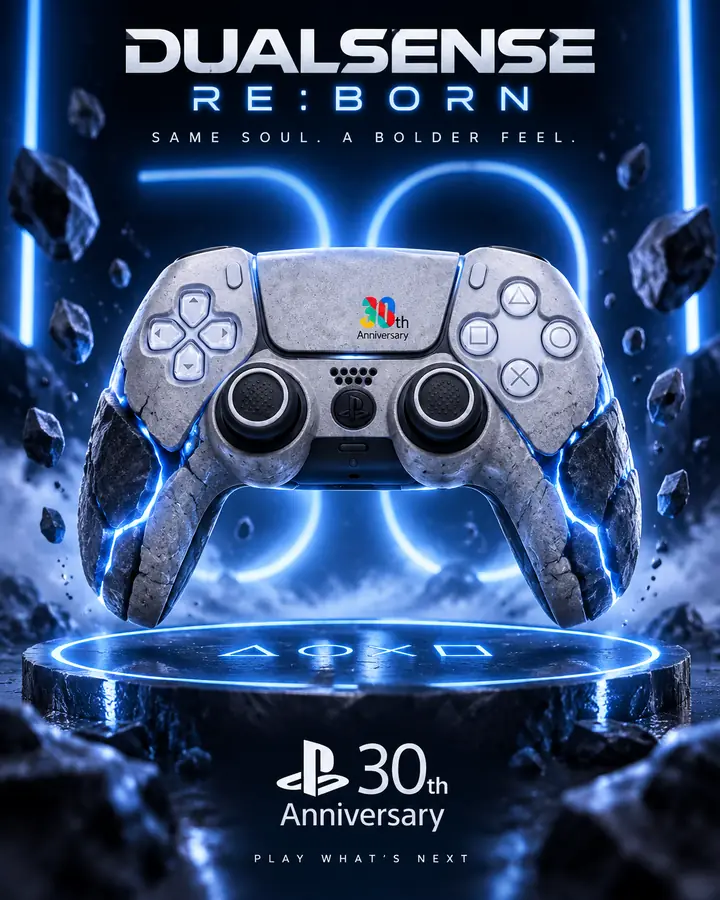 DUALSENSE
RE:BORN
SAME SOUL. A BOLDER FEEL.
30th
Anniversary
30th
Anniversary
PLAY WHAT'S NEXT